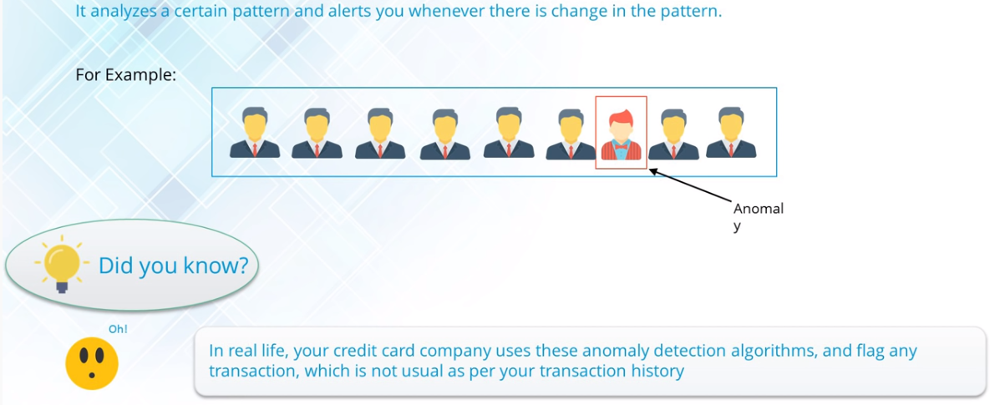 It analyzes a certain pattern and alerts you whenever there is change in the pattern.
For Example:
Anomal
y
Did you know?
Oh!
In real life, your credit card company uses these anomaly detection algorithms, and flag any
transaction, which is not usual as per your transaction history